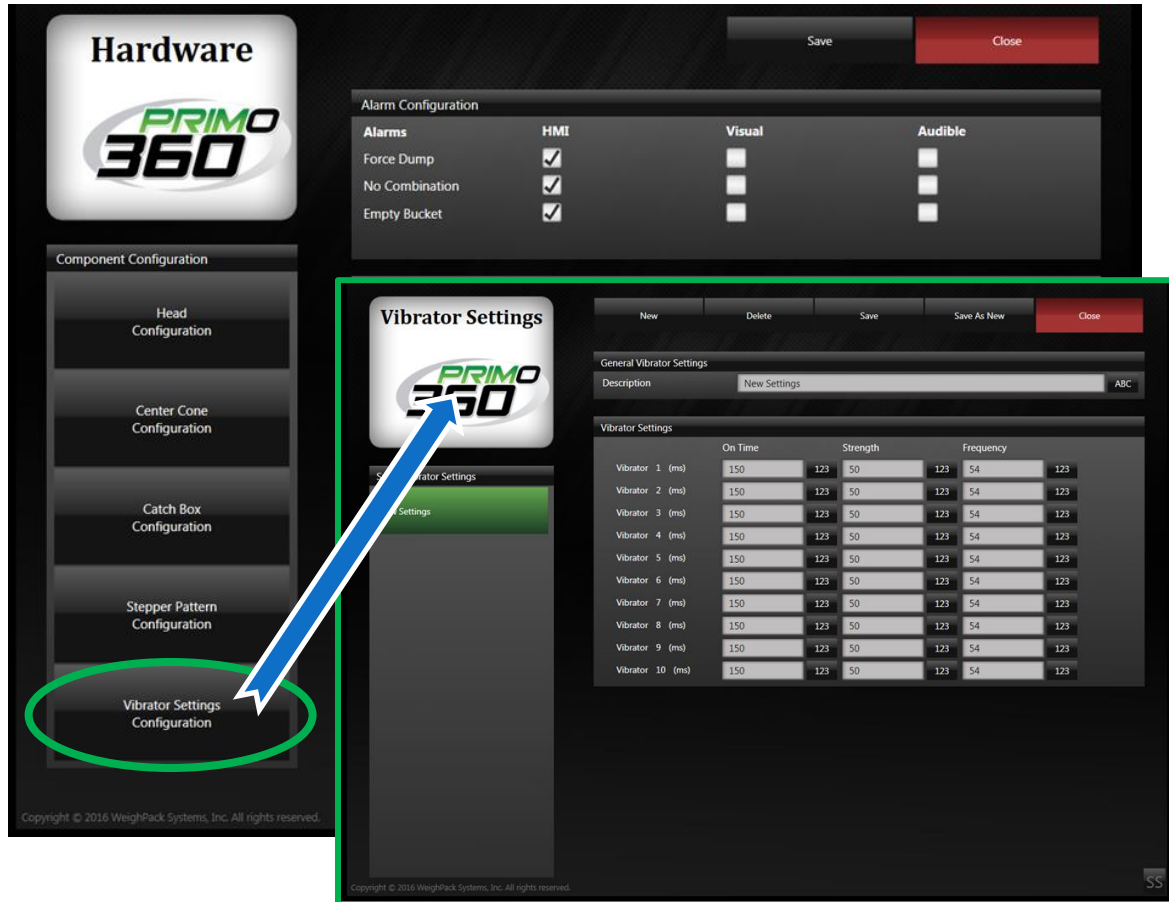 Hardware
PRIMO
360
Save
Close
Alarm Configuration
Alarms HMI Visual Audible
Force Dump
No Combination
Empty Bucket
Component Configuration
Head
Configuration
Center Cone
Configuration
Catch Box
Configuration
Stepper Pattern
Configuration
Vibrator Settings
Configuration
Copyright © 2016 WeighPack Systems, Inc. All rights reserved.
Vibrator Settings
PRIMO
360
New Delete Save Save As New Close
General Vibrator Settings
Description New Settings ABC
Settings
Settings
Vibrator Settings
On Time Strength Frequency
Vibrator 1 (ms) 150 123 50 123 54 123
Vibrator 2 (ms) 150 123 50 123 54 123
Vibrator 3 (ms) 150 123 50 123 54 123
Vibrator 4 (ms) 150 123 50 123 54 123
Vibrator 5 (ms) 150 123 50 123 54 123
Vibrator 6 (ms) 150 123 50 123 54 123
Vibrator 7 (ms) 150 123 50 123 54 123
Vibrator 8 (ms) 150 123 50 123 54 123
Vibrator 9 (ms) 150 123 50 123 54 123
Vibrator 10 (ms) 150 123 50 123 54 123
Copyright © 2016 WeighPack Systems, Inc. All rights reserved.
SS